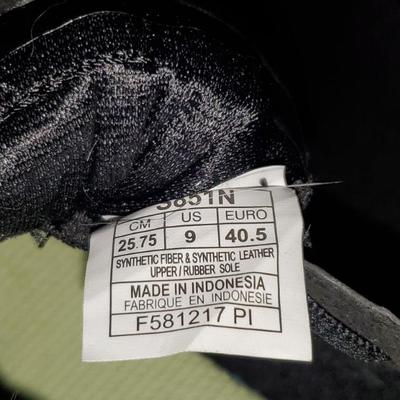 S851N
CM US EURO
25.75 9 40.5
SYNTHETIC FIBER & SYNTHETIC LEATHER
UPPER / RUBBER SOLE
MADE IN INDONESIA
FABRIQUE EN INDONESIE
F581217 PI